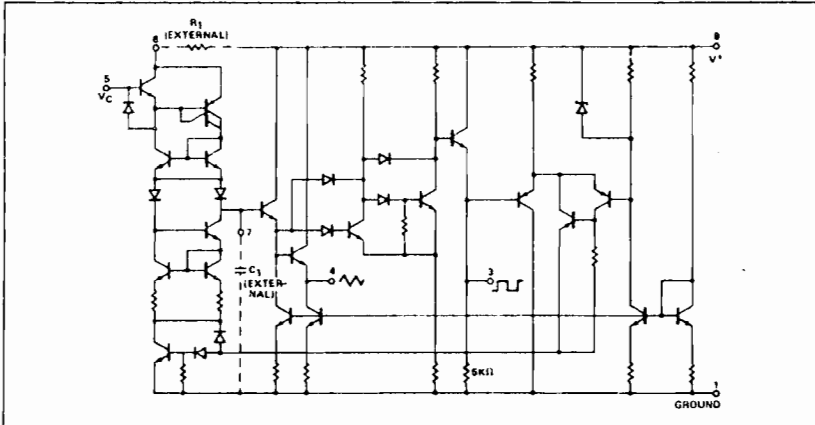 R1
(EXTERNAL)
6
8
V+
5
VC
7
C1
(EXTER-
NAL)
4
3
5KΩ
1
GROUND